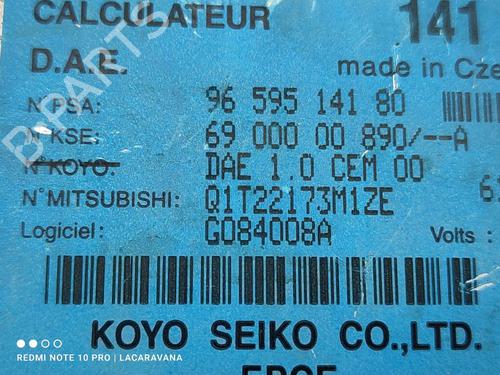 CALCULATEUR 141
D.A.E. made in Cze
N°PSA: 96 595 141 80
N°KSE: 69 000 00 890/--A
N°KOYO: DAE 1.0 CEM 00
N°MITSUBISHI: Q1T22173M1ZE
Logiciel: G084008A Volts :
KOYO SEIKO CO.,LTD.
B-PARTS
REDMI NOTE 10 PRO | LACARAVANA